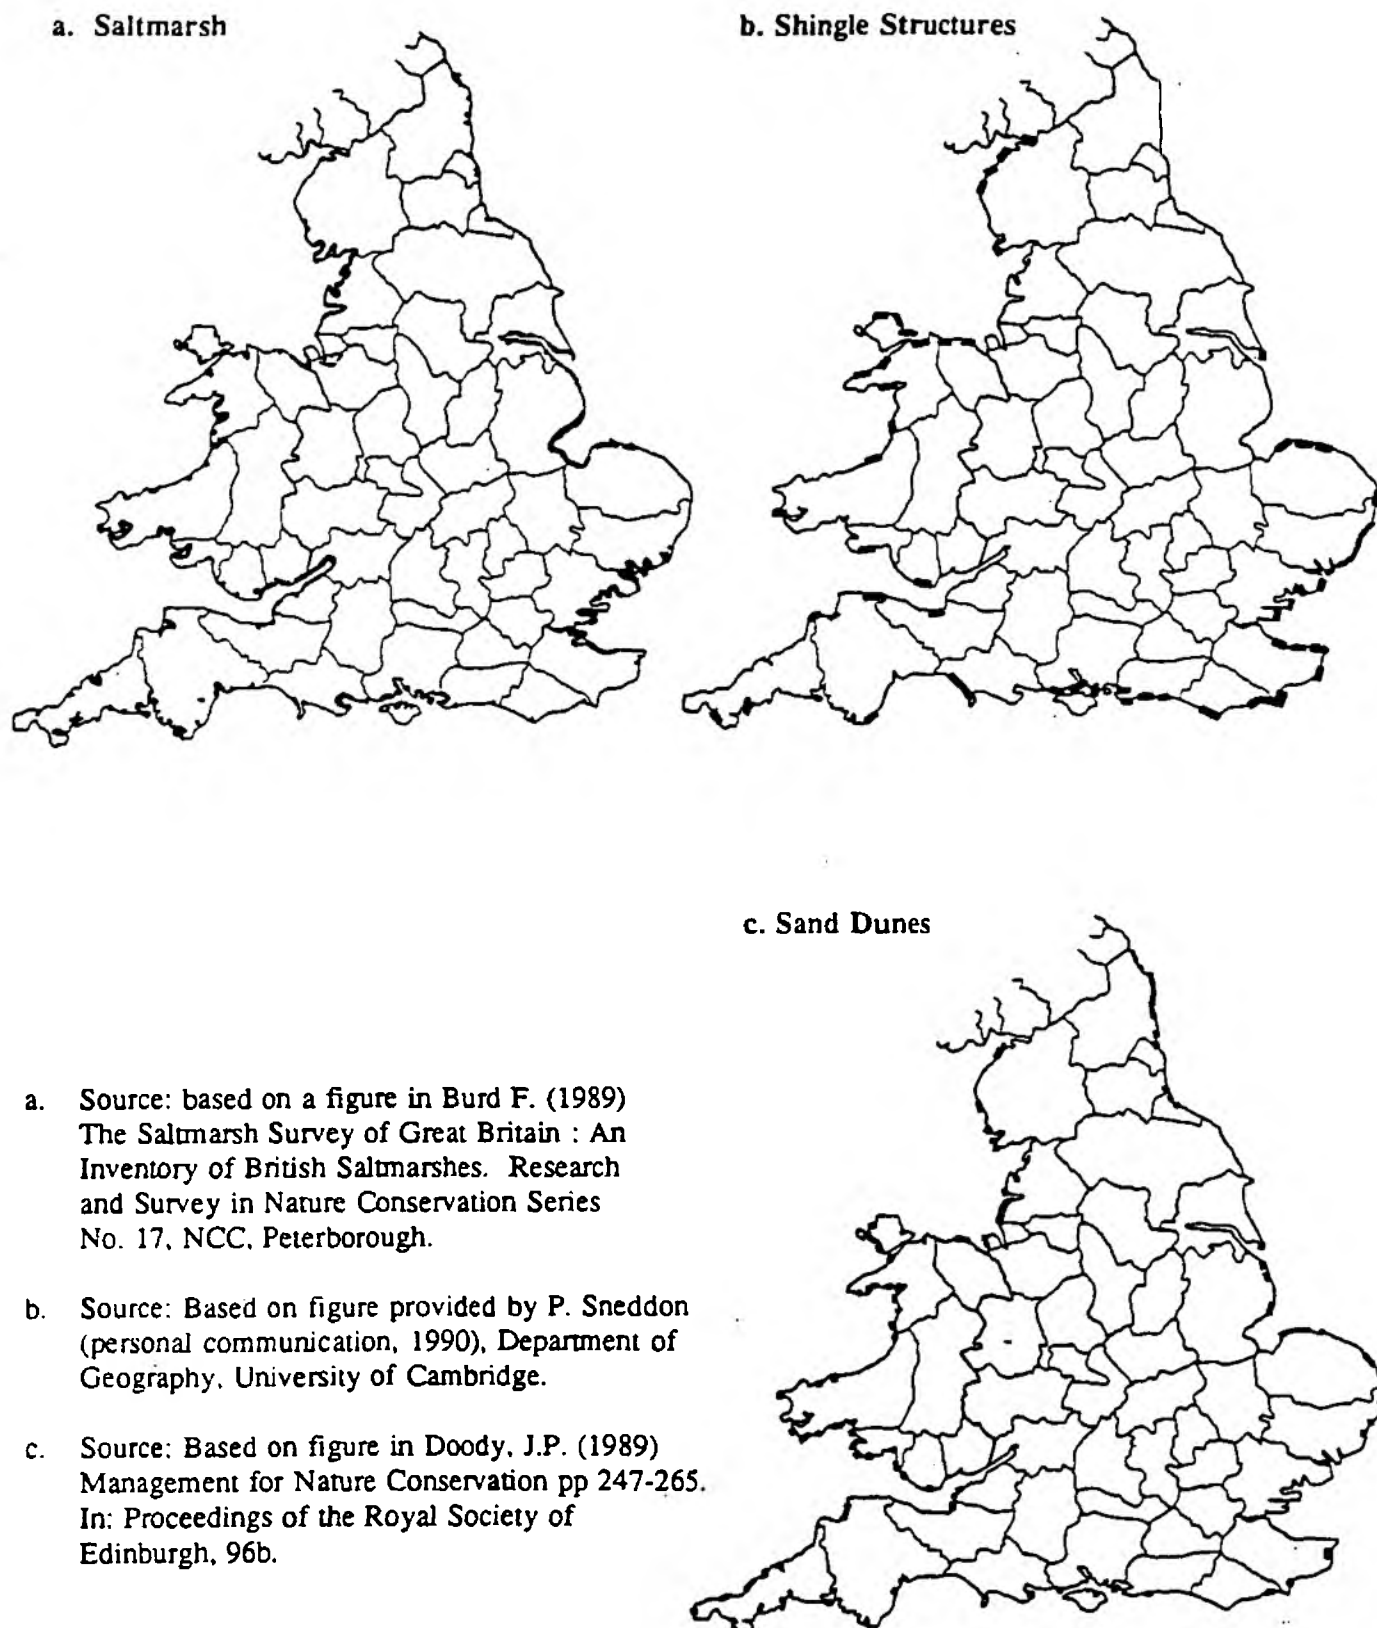 a. Saltmarsh
b. Shingle Structures
c. Sand Dunes
a. Source: based on a figure in Burd F. (1989)
The Saltmarsh Survey of Great Britain : An
Inventory of British Saltmarshes. Research
and Survey in Nature Conservation Series
No. 17, NCC, Peterborough.
b. Source: Based on figure provided by P. Sneddon
(personal communication, 1990), Department of
Geography, University of Cambridge.
c. Source: Based on figure in Doody, J.P. (1989)
Management for Nature Conservation pp 247-265.
In: Proceedings of the Royal Society of
Edinburgh, 96b.